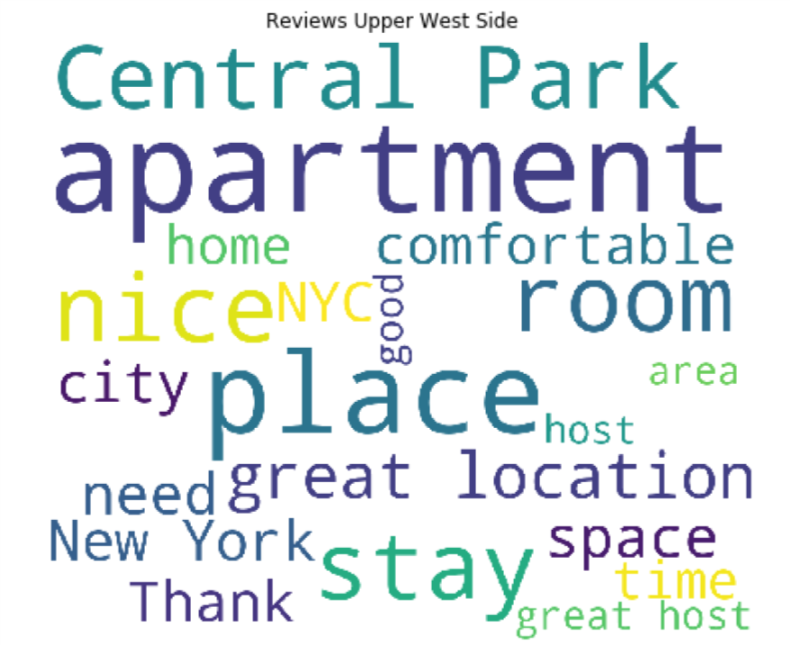 Reviews Upper West Side
Central Park
apartment
home comfortable
nice NYC good room
city place area
host
need great location
New York stay space
time
Thank great host